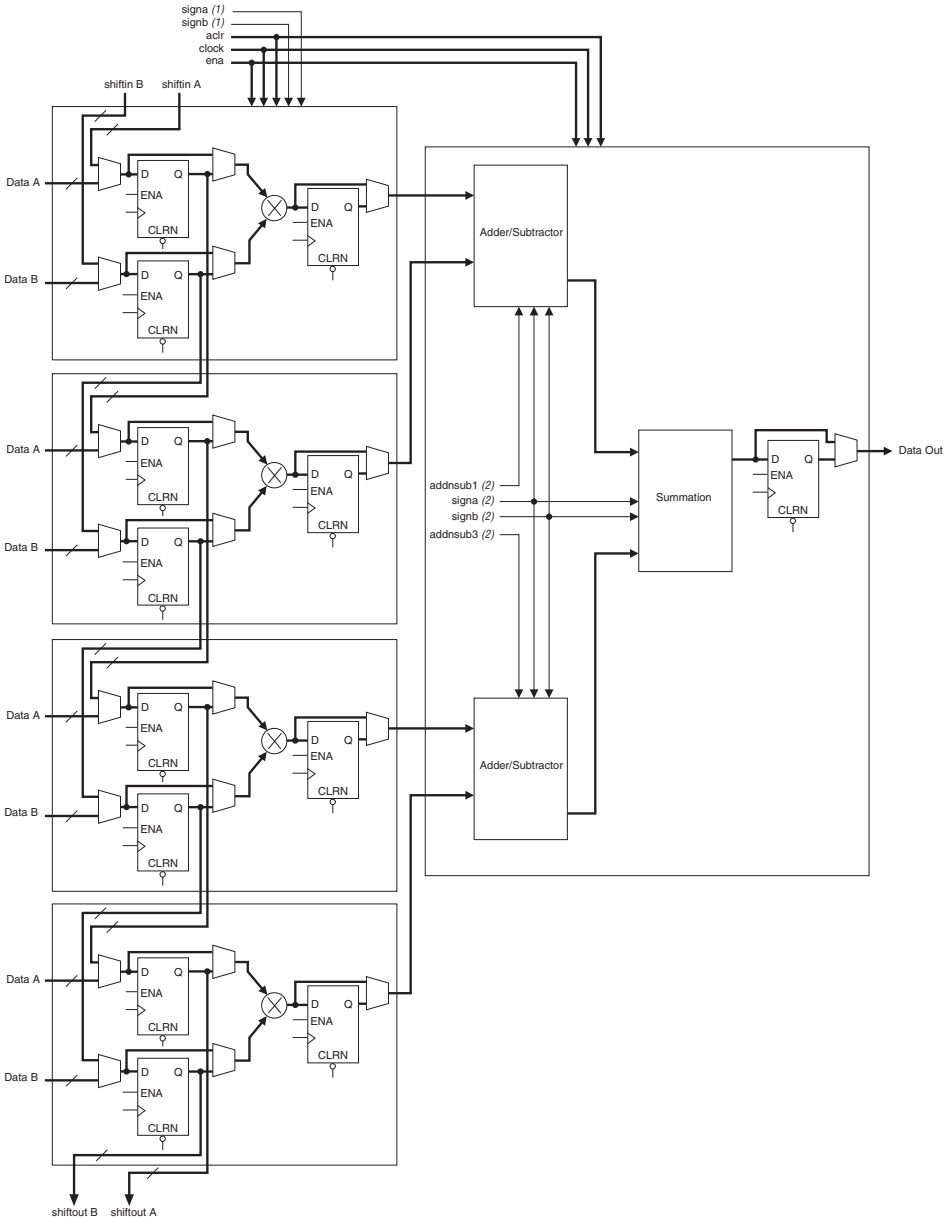 signa (1)
signb (1)
aclr
clock
ena
shiftin B
shiftin A
Data A
D Q
ENA
CLRN
D Q
ENA
CLRN
Data B
D Q
ENA
CLRN
Adder/Subtractor
Data A
D Q
ENA
CLRN
D Q
ENA
CLRN
Data B
D Q
ENA
CLRN
addnsub1 (2)
signa (2)
signb (2)
addnsub3 (2)
Summation
D Q
ENA
CLRN
Data Out
Data A
D Q
ENA
CLRN
D Q
ENA
CLRN
Data B
D Q
ENA
CLRN
Adder/Subtractor
Data A
D Q
ENA
CLRN
D Q
ENA
CLRN
Data B
D Q
ENA
CLRN
shiftout B
shiftout A